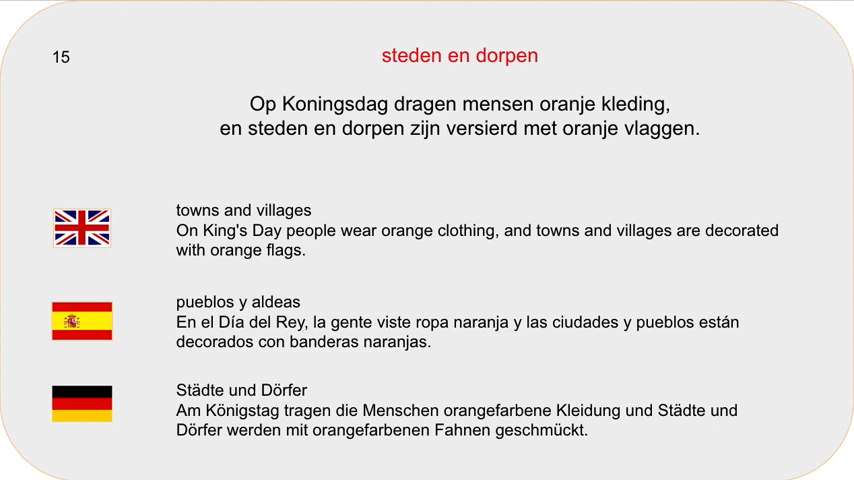 15
steden en dorpen
Op Koningsdag dragen mensen oranje kleding,
en steden en dorpen zijn versierd met oranje vlaggen.
towns and villages
On King's Day people wear orange clothing, and towns and villages are decorated
with orange flags.
pueblos y aldeas
En el Día del Rey, la gente viste ropa naranja y las ciudades y pueblos están
decorados con banderas naranjas.
Städte und Dörfer
Am Königstag tragen die Menschen orangefarbene Kleidung und Städte und
Dörfer werden mit orangefarbenen Fahnen geschmückt.